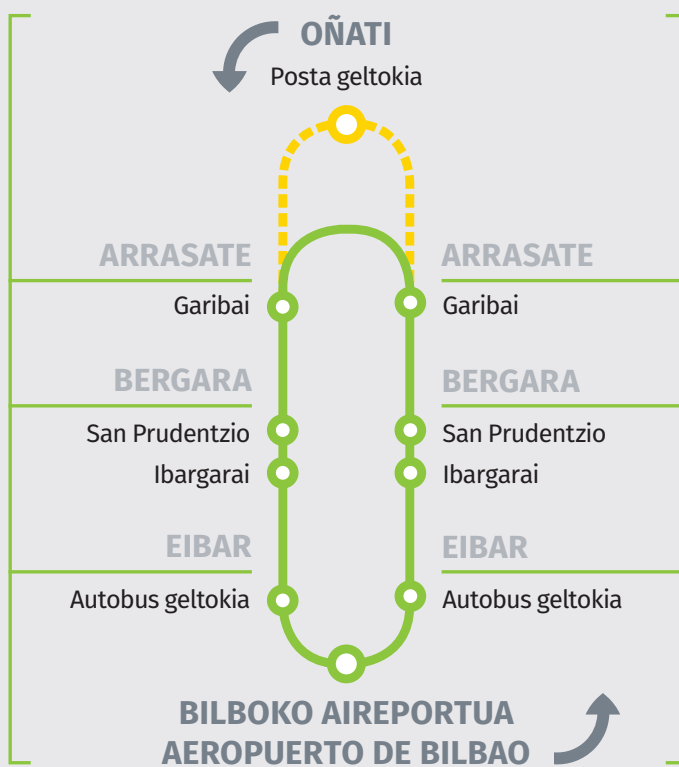 OÑATI
Posta geltokia
ARRASATE
ARRASATE
Garibai
Garibai
BERGARA
BERGARA
San Prudentzio
San Prudentzio
Ibargarai
Ibargarai
EIBAR
EIBAR
Autobus geltokia
Autobus geltokia
BILBOKO AIREPORTUA
AEROPUERTO DE BILBAO